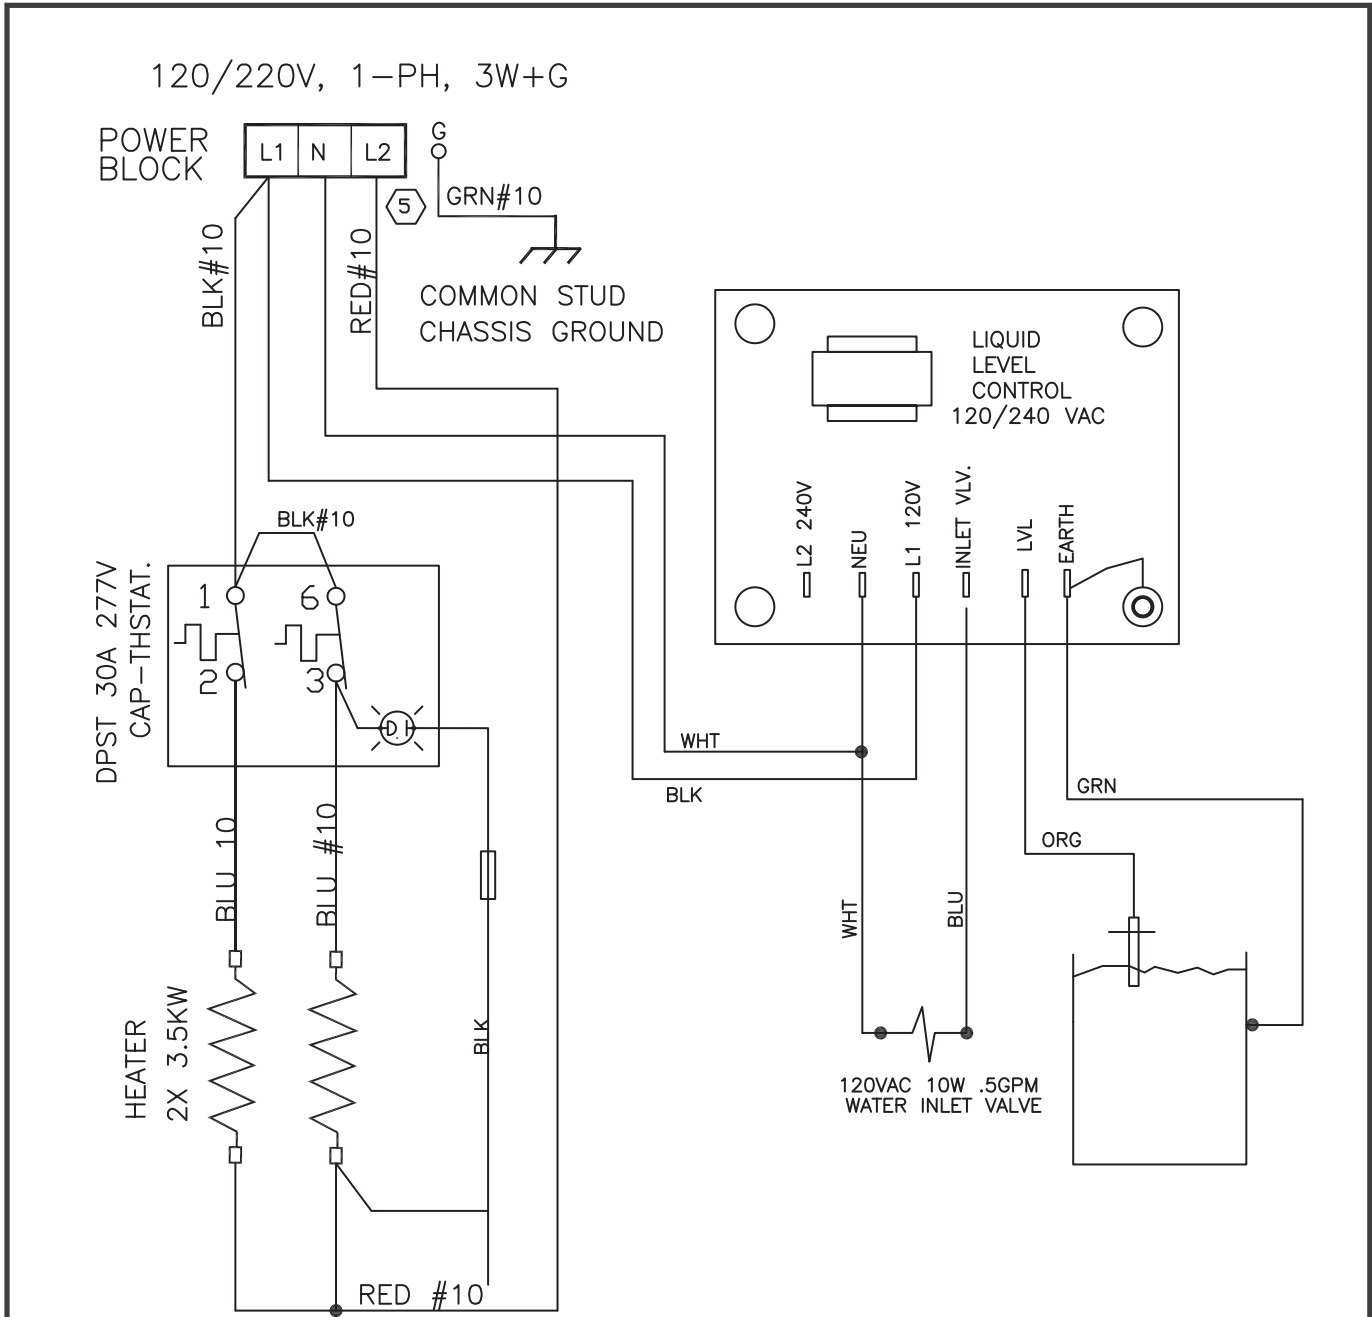 120/220V, 1-PH, 3W+G
POWER
BLOCK
L1 N L2
G
5
GRN#10
BLK#10
RED#10
COMMON STUD
CHASSIS GROUND
LIQUID
LEVEL
CONTROL
120/240 VAC
L2 240V
NEU
L1 120V
INLET VLV.
LVL
EARTH
BLK#10
DPST 30A 277V
CAP-THSTAT.
1
6
2
3
WHT
BLK
GRN
ORG
BLU 10
BLU #10
WHT
BLU
HEATER
2X 3.5KW
BLK
120VAC 10W .5GPM
WATER INLET VALVE
RED #10